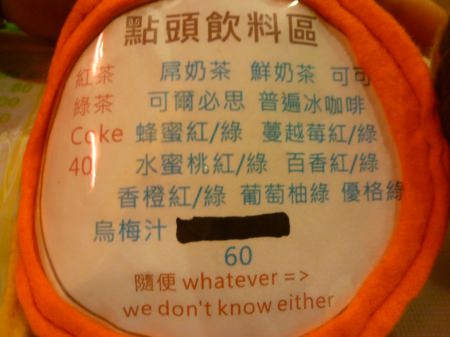 點頭飲料區
紅茶 屌奶茶 鮮奶茶 可可
綠茶 可爾必思 普遍冰咖啡
Coke 蜂蜜紅/綠 蔓越莓紅/綠
40 水蜜桃紅/綠 百香紅/綠
香橙紅/綠 葡萄柚綠 優格綠
烏梅汁
60
隨便 whatever =>
we don't know either